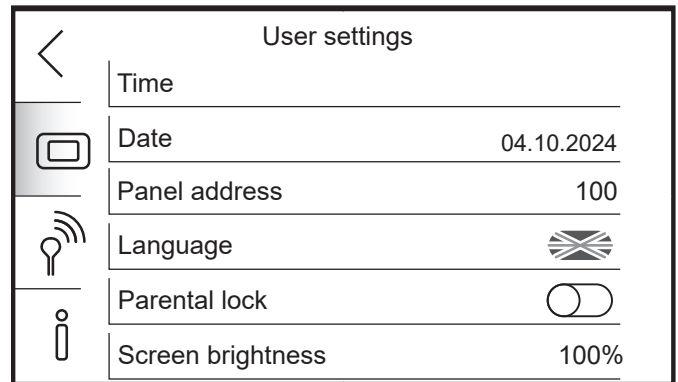 User settings
Time
Date 04.10.2024
Panel address 100
Language
Parental lock
Screen brightness 100%